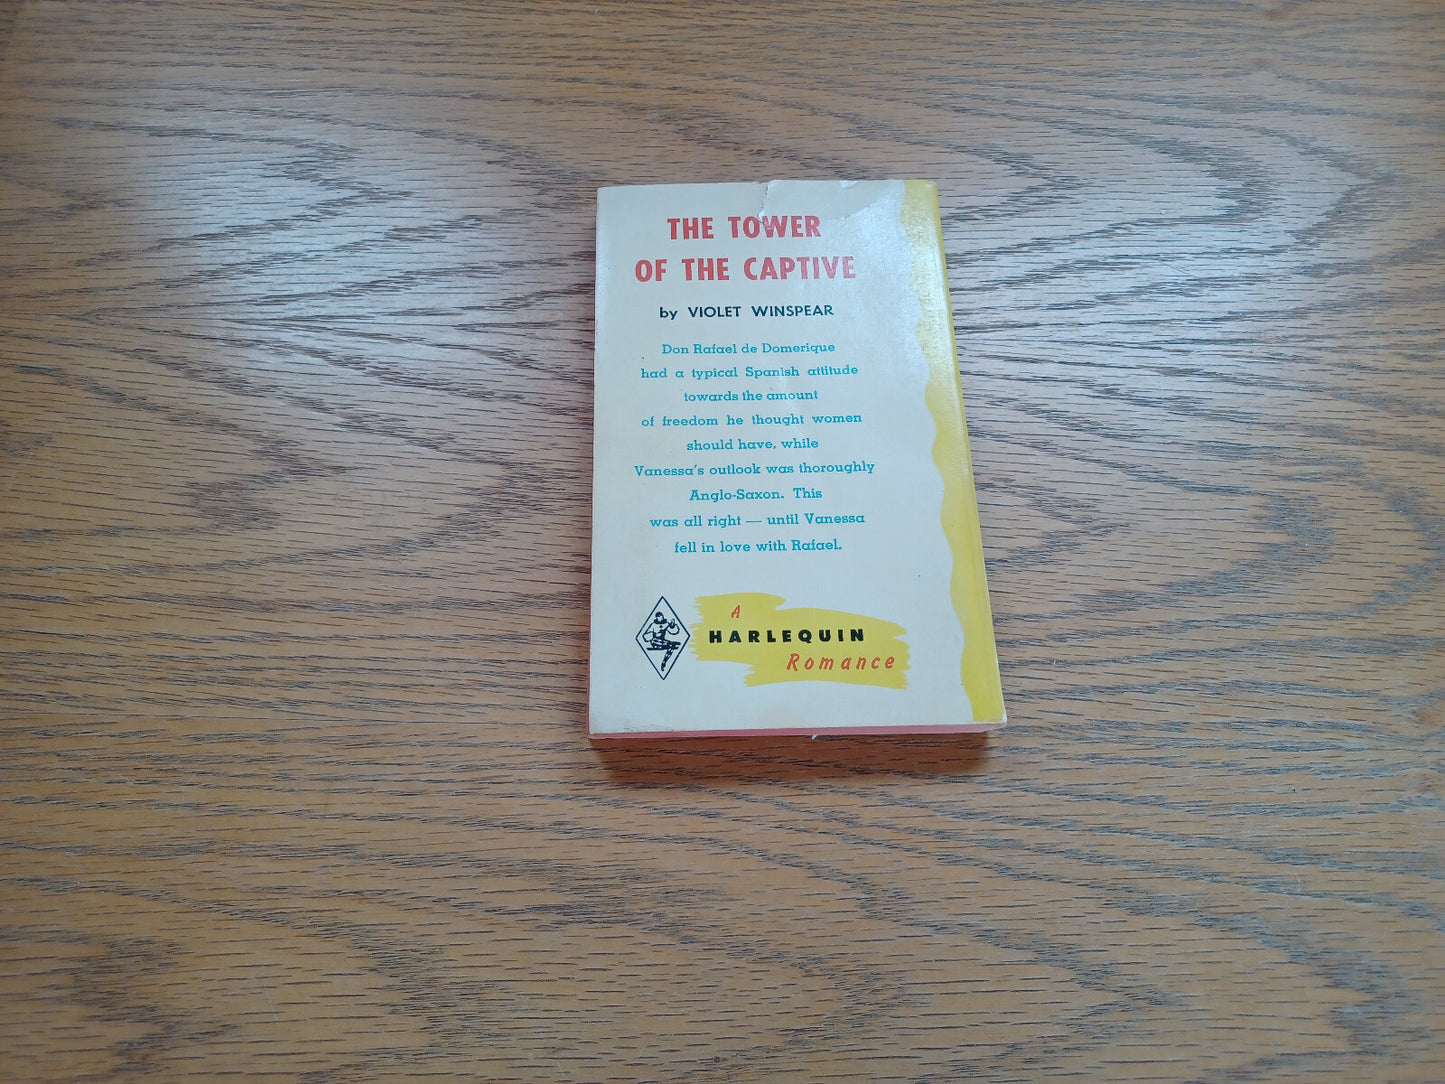 THE TOWER
OF THE CAPTIVE
by VIOLET WINSPEAR
Don Rafael de Domerique
had a typical Spanish attitude
towards the amount
of freedom he thought women
should have, while
Vanessa's outlook was thoroughly
Anglo-Saxon. This
was all right — until Vanessa
fell in love with Rafael.
A
HARLEQUIN
Romance